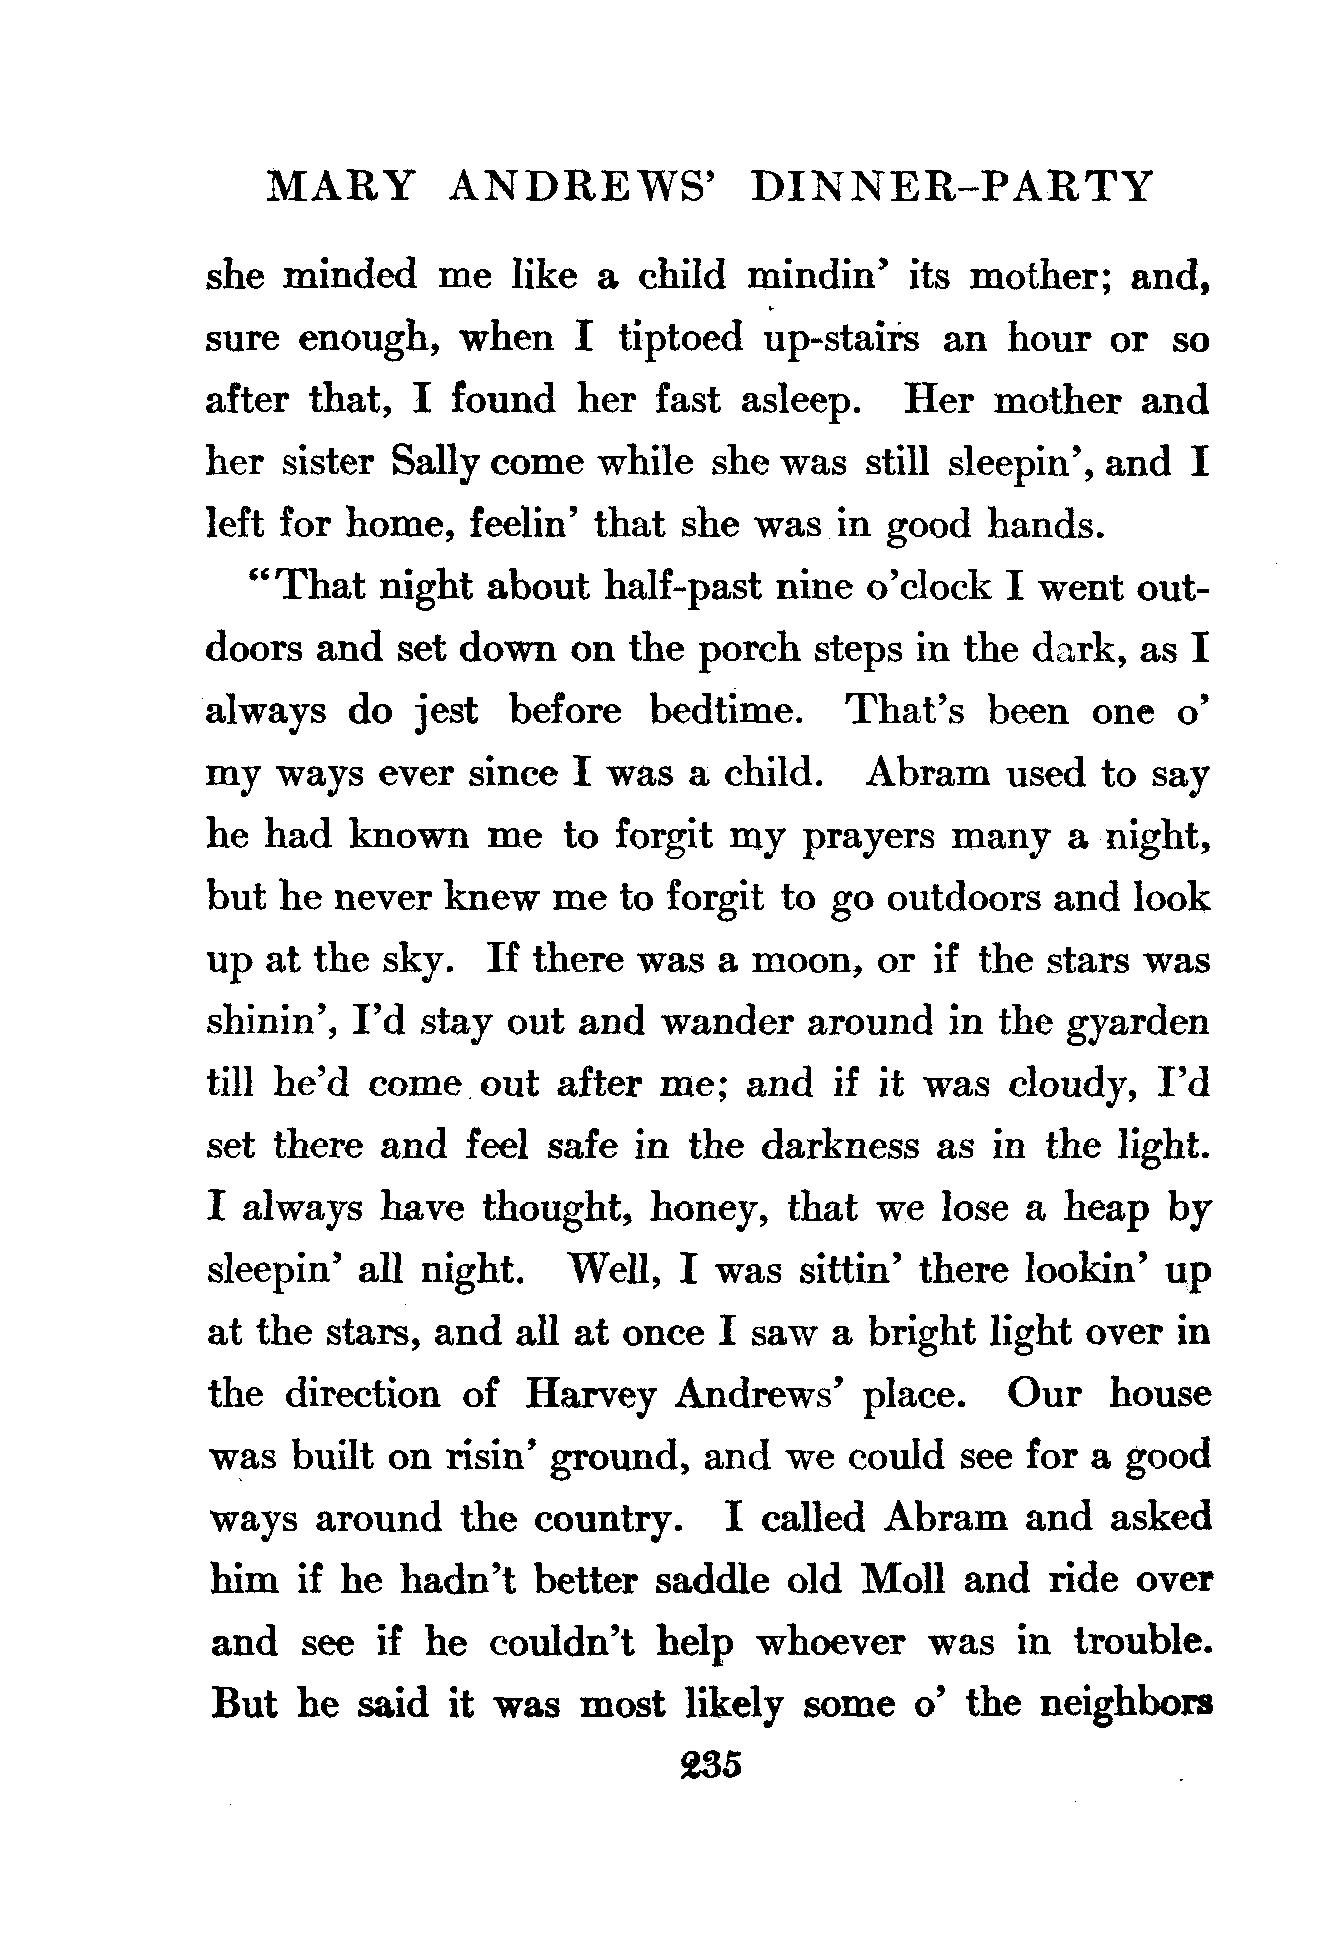 MARY ANDREWS' DINNER-PARTY
she minded me like a child mindin' its mother; and,
sure enough, when I tiptoed up-stairs an hour or so
after that, I found her fast asleep. Her mother and
her sister Sally come while she was still sleepin', and I
left for home, feelin' that she was in good hands.
"That night about half-past nine o'clock I went out-
doors and set down on the porch steps in the dark, as I
always do jest before bedtime. That's been one o'
my ways ever since I was a child. Abram used to say
he had known me to forgit my prayers many a night,
but he never knew me to forgit to go outdoors and look
up at the sky. If there was a moon, or if the stars was
shinin', I'd stay out and wander around in the gyarden
till he'd come out after me; and if it was cloudy, I'd
set there and feel safe in the darkness as in the light.
I always have thought, honey, that we lose a heap by
sleepin' all night. Well, I was sittin' there lookin' up
at the stars, and all at once I saw a bright light over in
the direction of Harvey Andrews' place. Our house
was built on risin' ground, and we could see for a good
ways around the country. I called Abram and asked
him if he hadn't better saddle old Moll and ride over
and see if he couldn't help whoever was in trouble.
But he said it was most likely some o' the neighbors
235